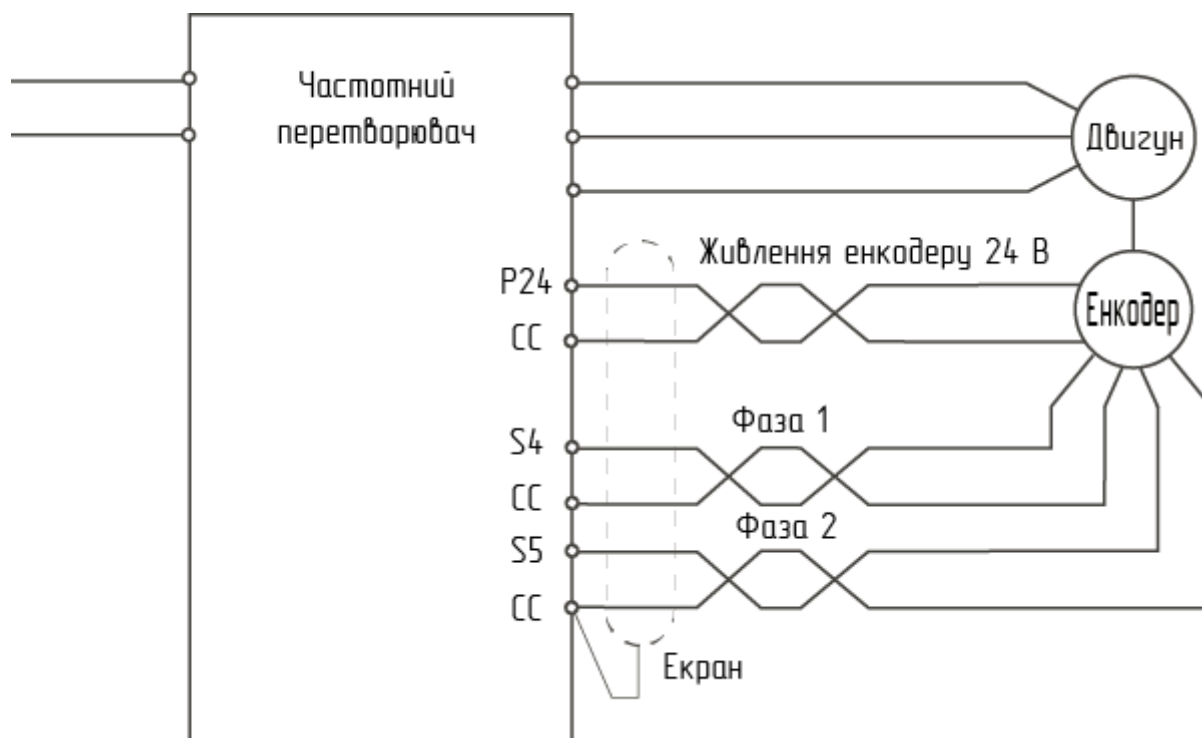 Частотний
перетворювач
Двигун
Живлення енкодеру 24 В
P24
CC
Енкодер
Фаза 1
S4
CC
Фаза 2
S5
CC
Екран